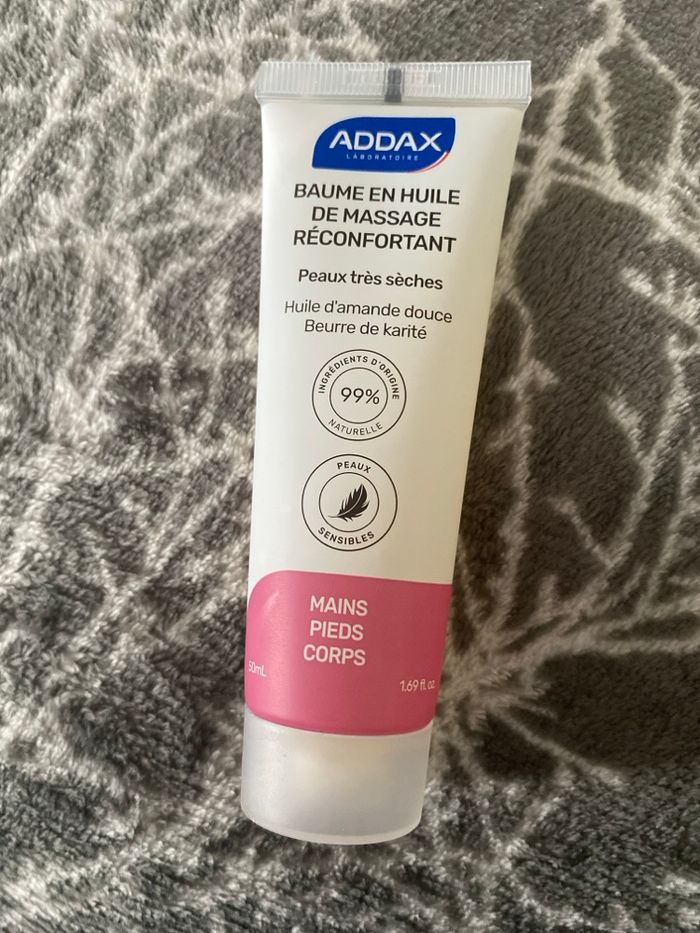 ADDAX
LABORATOIRE
BAUME EN HUILE
DE MASSAGE
RÉCONFORTANT
Peaux très sèches
Huile d'amande douce
Beurre de karité
INGRÉDIENTS D'ORIGINE
99%
NATURELLE
PEAUX
SENSIBLES
MAINS
PIEDS
CORPS
50mL
1.69 fl. oz.